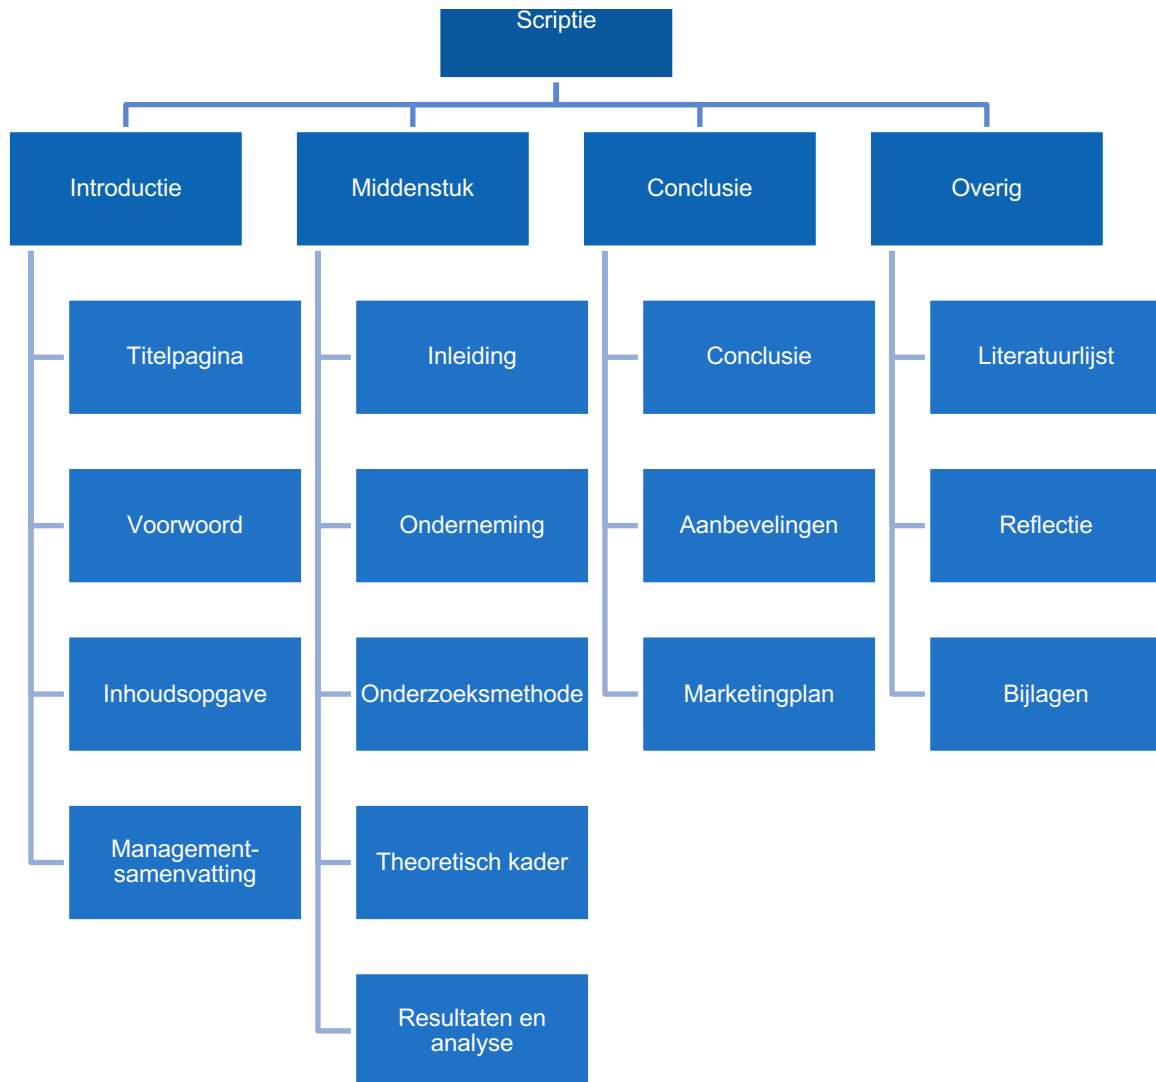 Scriptie
Introductie
Middenstuk
Conclusie
Overig
Titelpagina
Inleiding
Conclusie
Literatuurlijst
Voorwoord
Onderneming
Aanbevelingen
Reflectie
Inhoudsopgave
Onderzoeksmethode
Marketingplan
Bijlagen
Management-
samenvatting
Theoretisch kader
Resultaten en
analyse